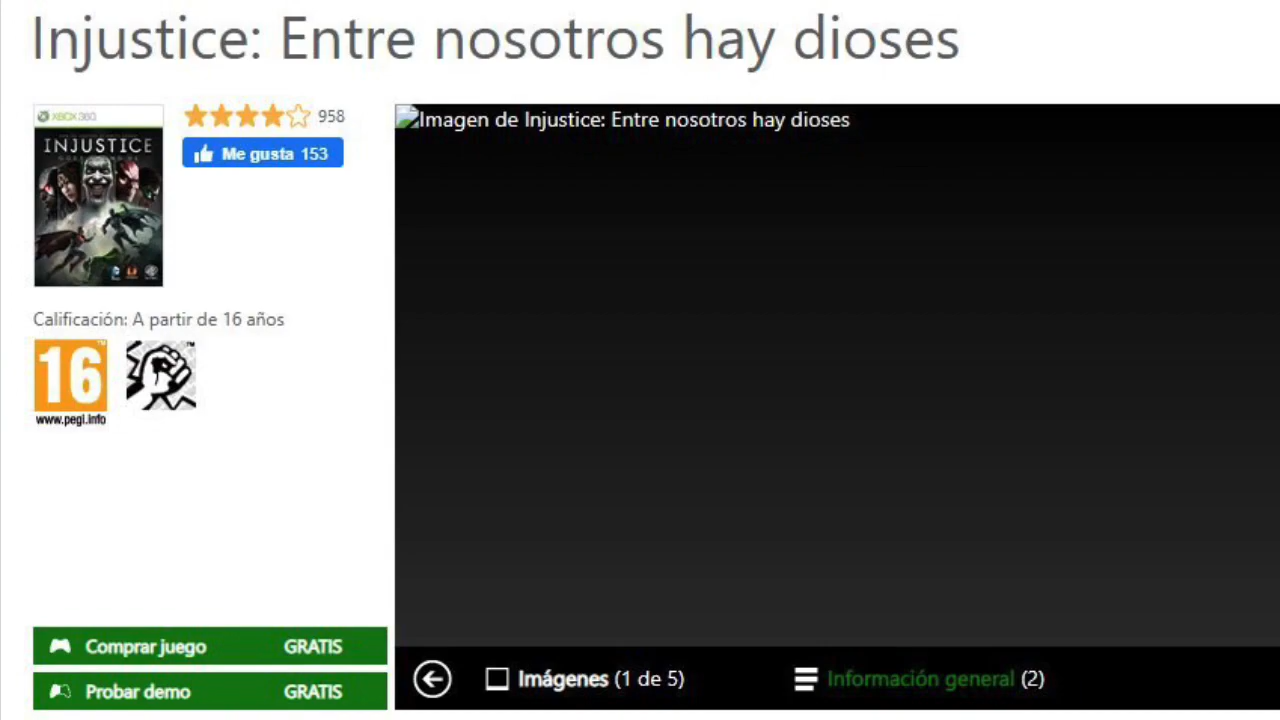 Injustice: Entre nosotros hay dioses
XBOX 360
INJUSTICE
958
Me gusta 153
Imagen de Injustice: Entre nosotros hay dioses
Calificación: A partir de 16 años
16
www.pegi.info
Comprar juego GRATIS
Probar demo GRATIS
Imágenes (1 de 5)
Información general (2)